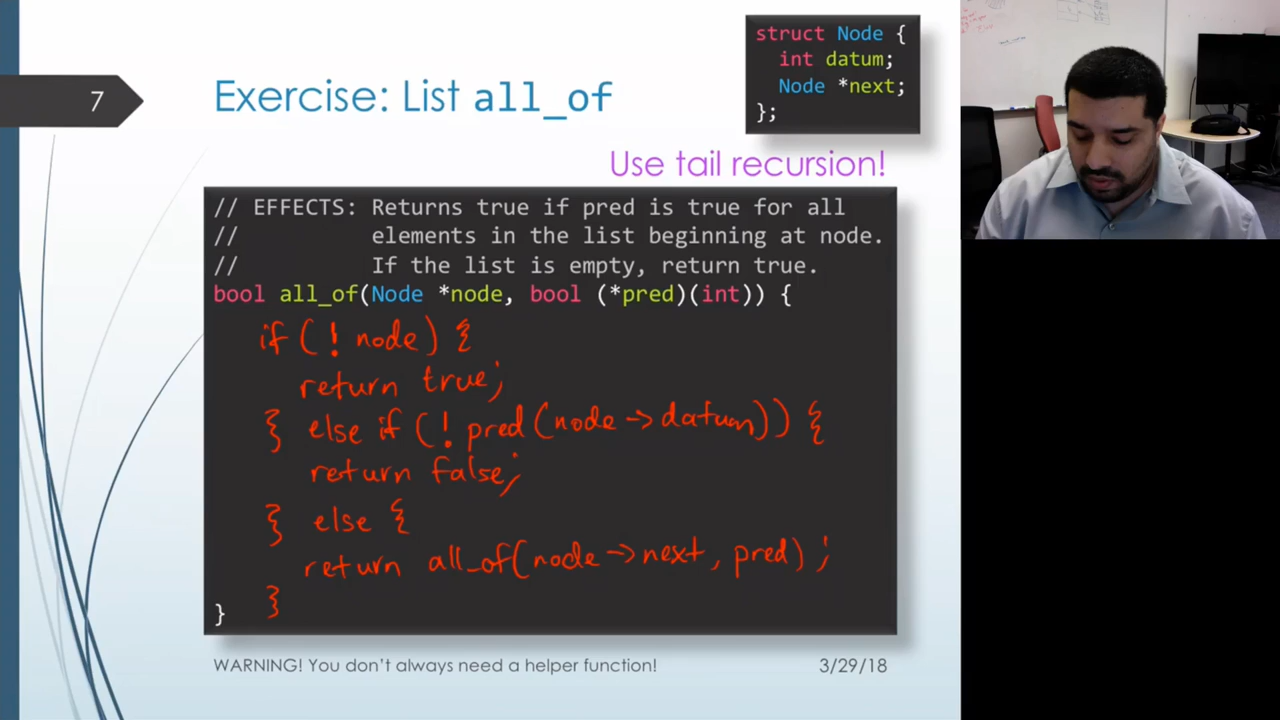 7
Exercise: List all_of
struct Node {
int datum;
Node *next;
};
Use tail recursion!
// EFFECTS: Returns true if pred is true for all
// elements in the list beginning at node.
// If the list is empty, return true.
bool all_of(Node *node, bool (*pred)(int)) {
if (! node) {
return true;
} else if (! pred(node->datum)) {
return false;
} else {
return all_of(node->next, pred);
}
}
WARNING! You don't always need a helper function!
3/29/18